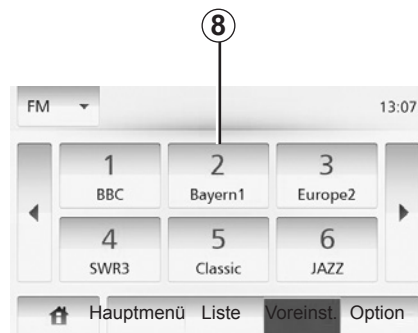 8
FM 13:07
1 2 3
BBC Bayern1 Europe2
4 5 6
SWR3 Classic JAZZ
Hauptmenü Liste Voreinst. Option